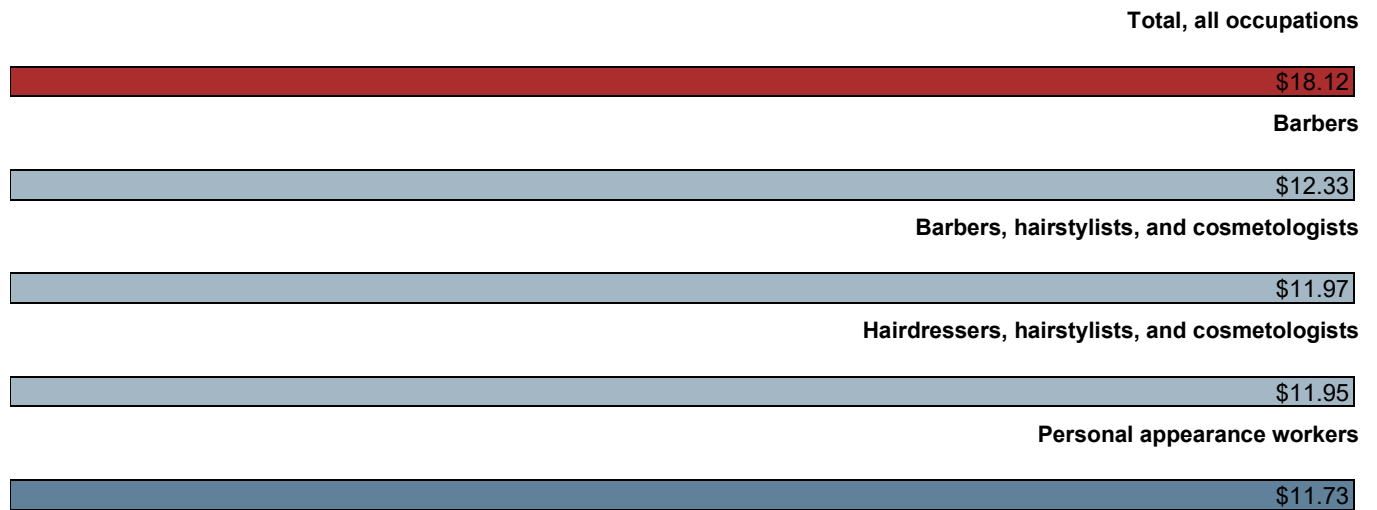 Total, all occupations
$18.12
Barbers
$12.33
Barbers, hairstylists, and cosmetologists
$11.97
Hairdressers, hairstylists, and cosmetologists
$11.95
Personal appearance workers
$11.73